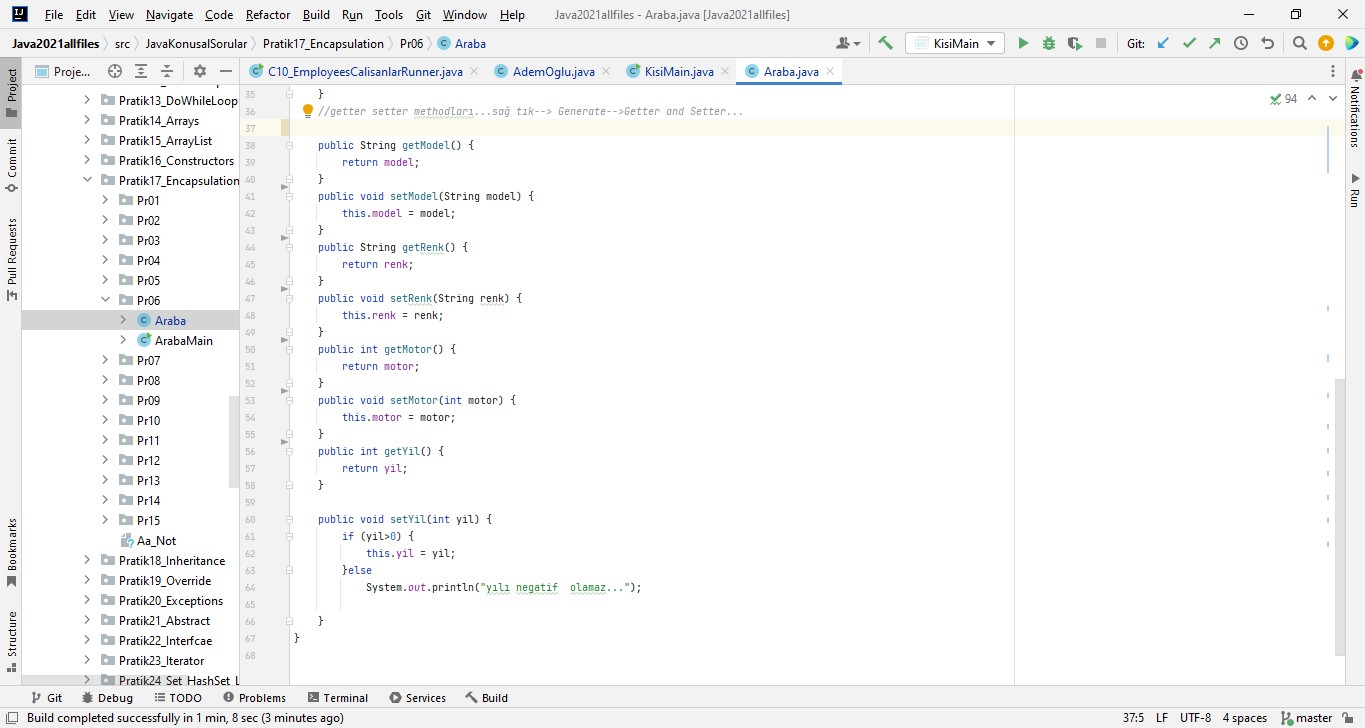 File Edit View Navigate Code Refactor Build Run Tools Git Window Help Java2021allfiles - Araba.java [Java2021allfiles]
Java2021allfiles src JavaKonusalSorular Pratik17_Encapsulation Pr06 Araba KisiMain Git:
Proje...
C10_EmployeesCalisanlarRunner.java AdemOglu.java KisiMain.java Araba.java
Project
Commit
Pull Requests
Bookmarks
Structure
Pratik13_DoWhileLoop
Pratik14_Arrays
Pratik15_ArrayList
Pratik16_Constructors
Pratik17_Encapsulation
Pr01
Pr02
Pr03
Pr04
Pr05
Pr06
Araba
ArabaMain
Pr07
Pr08
Pr09
Pr10
Pr11
Pr12
Pr13
Pr14
Pr15
Aa_Not
Pratik18_Inheritance
Pratik19_Override
Pratik20_Exceptions
Pratik21_Abstract
Pratik22_Interfcae
Pratik23_Iterator
Pratik24_Set_HashSet_L
35 }
36 //getter setter methodları...sağ tık--> Generate-->Getter and Setter...
37
38 public String getModel() {
39 return model;
40 }
41 public void setModel(String model) {
42 this.model = model;
43 }
44 public String getRenk() {
45 return renk;
46 }
47 public void setRenk(String renk) {
48 this.renk = renk;
49 }
50 public int getMotor() {
51 return motor;
52 }
53 public void setMotor(int motor) {
54 this.motor = motor;
55 }
56 public int getYil() {
57 return yil;
58 }
59
60 public void setYil(int yil) {
61 if (yil>0) {
62 this.yil = yil;
63 }else
64 System.out.println("yılı negatif  olamaz...");
65
66 }
67 }
68
94
Notifications
Run
Git Debug TODO Problems Terminal Services Build
Build completed successfully in 1 min, 8 sec (3 minutes ago) 37:5 LF UTF-8 4 spaces master